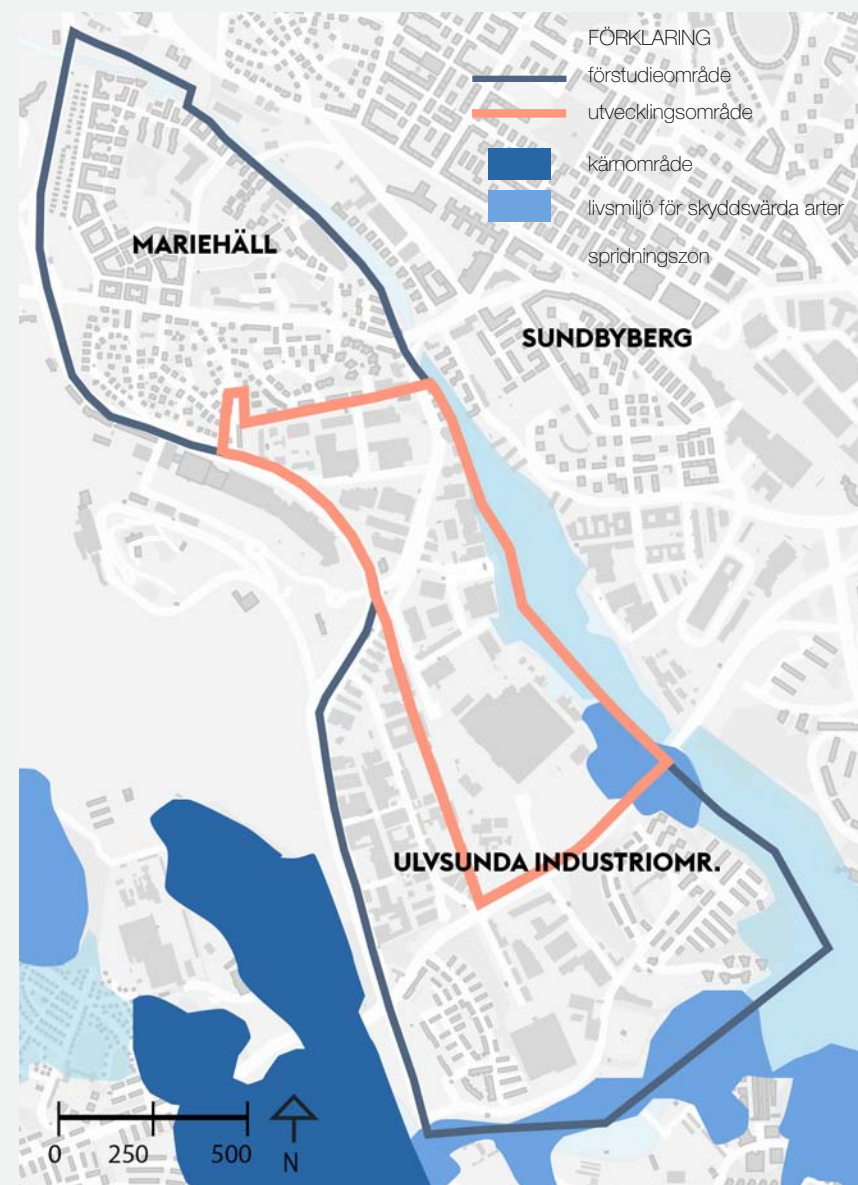 FÖRKLARING
förstudieområde
utvecklingsområde
kärnområde
livsmiljö för skyddsvärda arter
spridningszon
MARIEHÄLL
SUNDBYBERG
ULVSUNDA INDUSTRIOMR.
0 250 500 N